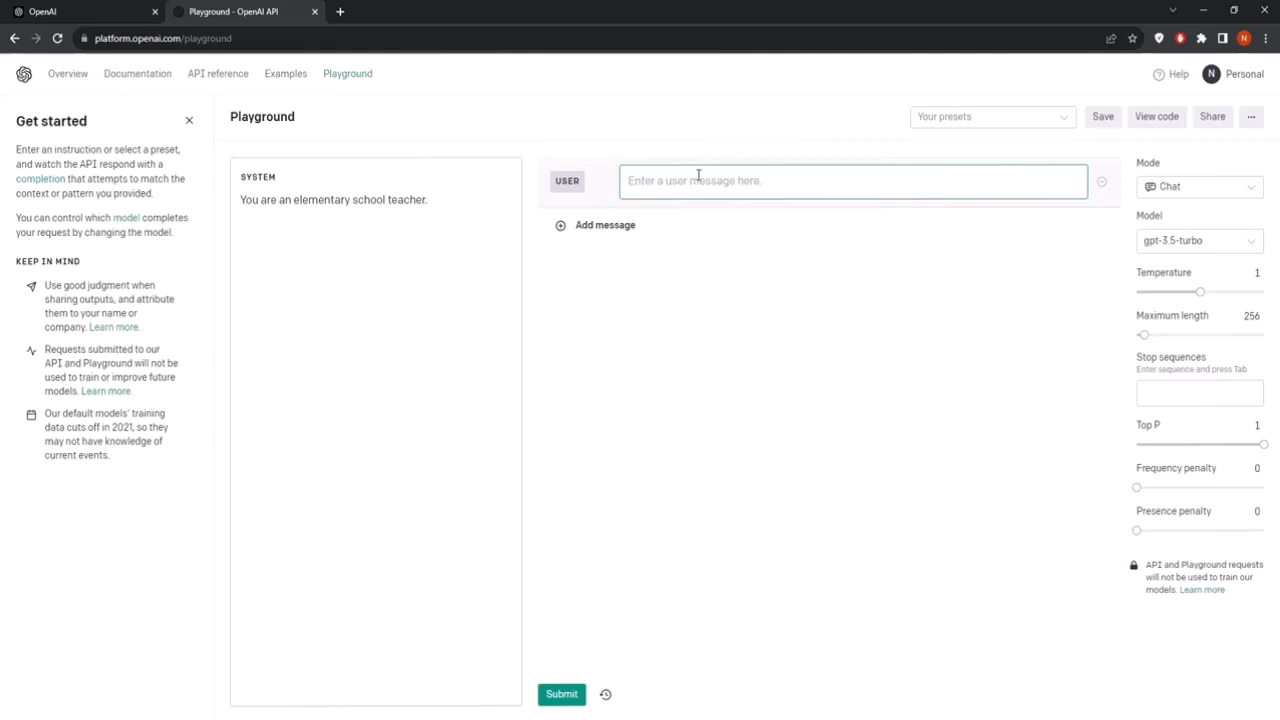 OpenAI
Playground - OpenAI API
platform.openai.com/playground
N
Overview
Documentation
API reference
Examples
Playground
Help
N
Personal
Get started
Enter an instruction or select a preset,
and watch the API respond with a
completion that attempts to match the
context or pattern you provided.
You can control which model completes
your request by changing the model.
KEEP IN MIND
Use good judgment when
sharing outputs, and attribute
them to your name or
company. Learn more.
Requests submitted to our
API and Playground will not be
used to train or improve future
models. Learn more.
Our default models' training
data cuts off in 2021, so they
may not have knowledge of
current events.
Playground
Your presets
Save
View code
Share
...
SYSTEM
You are an elementary school teacher.
USER
Enter a user message here.
Add message
Submit
Mode
Chat
Model
gpt-3.5-turbo
Temperature 1
Maximum length 256
Stop sequences
Enter sequence and press Tab
Top P 1
Frequency penalty 0
Presence penalty 0
API and Playground requests
will not be used to train our
models. Learn more